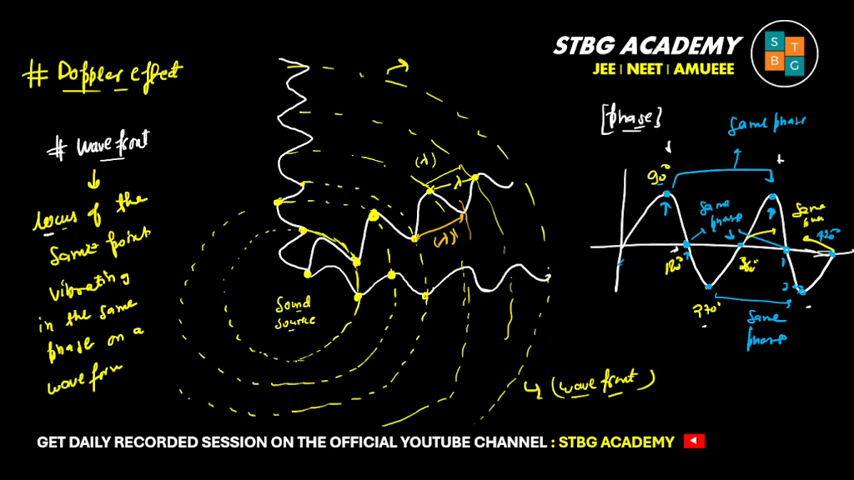 STBG ACADEMY
JEE | NEET | AMUEEE
S T
B G
# Doppler effect
# wave front
locus of the
same point
vibrating
in the same
phase on a
wave form
(λ)
λ
(λ)
Sound
source
(wave front)
[phase]
same phase
90°
same
phase
same
180°
360°
270°
same
phase
GET DAILY RECORDED SESSION ON THE OFFICIAL YOUTUBE CHANNEL : STBG ACADEMY